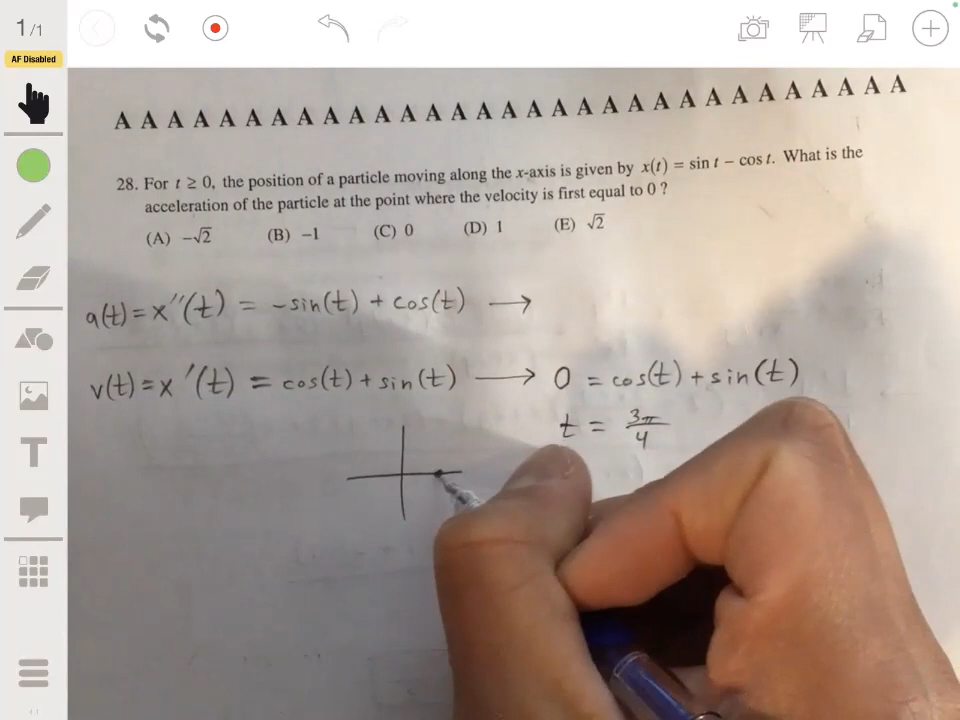 1/1
AF Disabled
A A A A A A A A A A A A A A A A A A A A A A A A A A A A A A A
28. For t ≥ 0, the position of a particle moving along the x-axis is given by x(t) = sin t − cos t. What is the
acceleration of the particle at the point where the velocity is first equal to 0 ?
(A) −√2 (B) −1 (C) 0 (D) 1 (E) √2
a(t) = x''(t) = -sin(t) + cos(t) →
v(t) = x'(t) = cos(t) + sin(t) → 0 = cos(t) + sin(t)
t = 3π/4
T